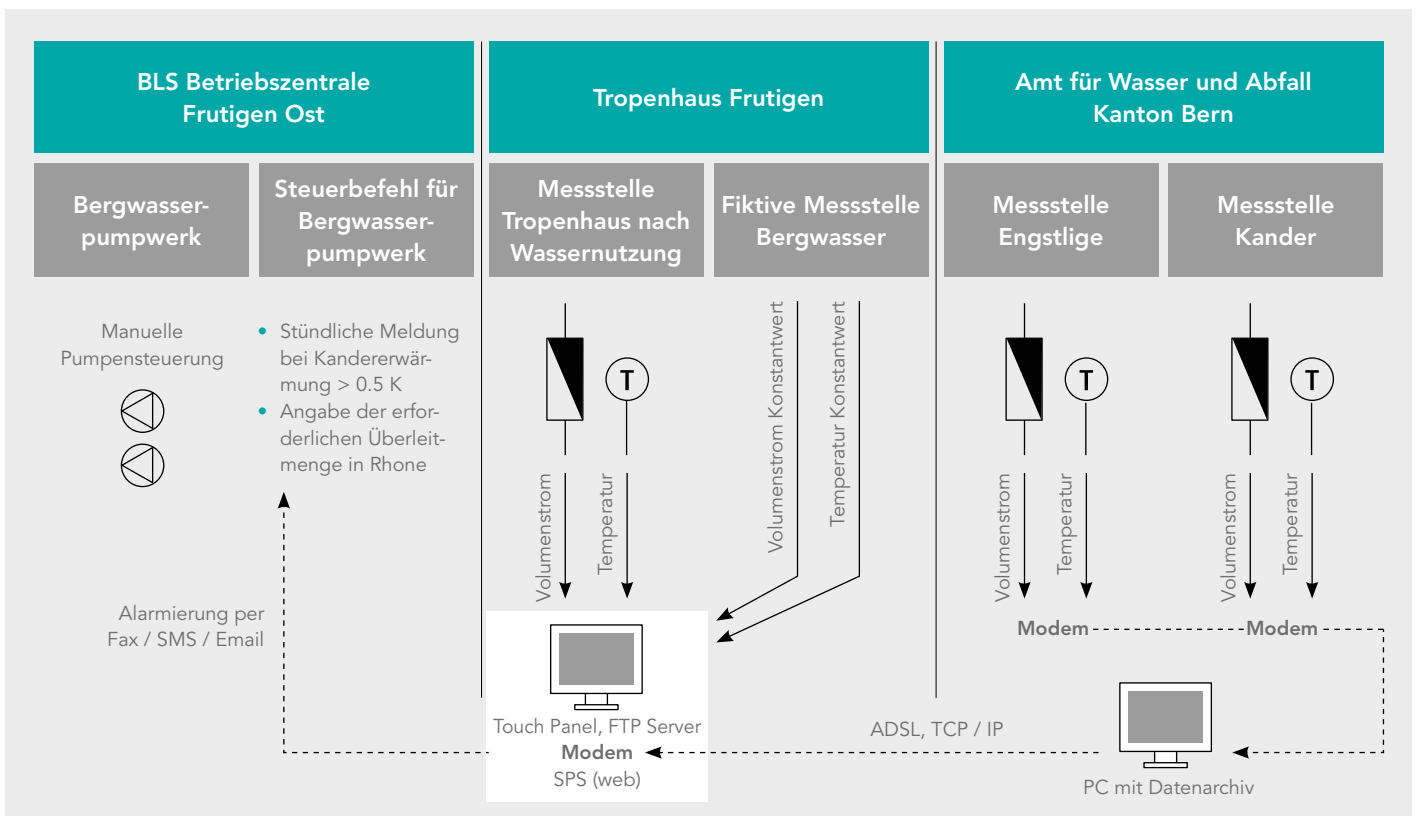 BLS Betriebszentrale
Frutigen Ost
Tropenhaus Frutigen
Amt für Wasser und Abfall
Kanton Bern
Bergwasser-
pumpwerk
Steuerbefehl für
Bergwasser-
pumpwerk
Messstelle
Tropenhaus nach
Wassernutzung
Fiktive Messstelle
Bergwasser
Messstelle
Engstlige
Messstelle
Kander
Manuelle
Pumpensteuerung
• Stündliche Meldung
bei Kandererwär-
mung > 0.5 K
• Angabe der erfor-
derlichen Überleit-
menge in Rhone
Alarmierung per
Fax / SMS / Email
T
Volumenstrom
Temperatur
Volumenstrom Konstantwert
Temperatur Konstantwert
T
Volumenstrom
Temperatur
T
Volumenstrom
Temperatur
Modem
Modem
Touch Panel, FTP Server
Modem
SPS (web)
ADSL, TCP / IP
PC mit Datenarchiv